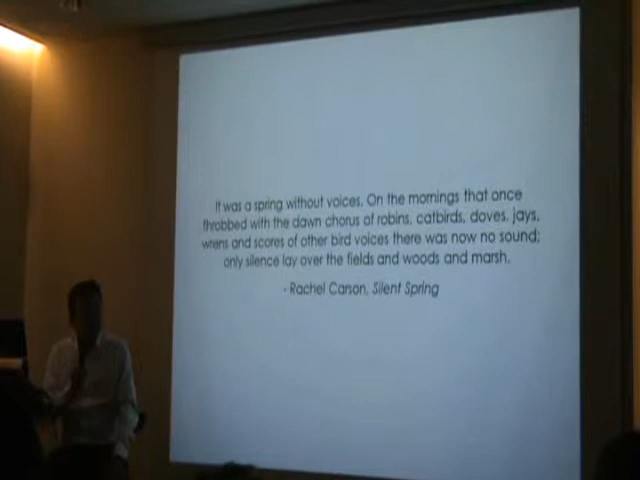 It was a spring without voices. On the mornings that once
throbbed with the dawn chorus of robins, catbirds, doves, jays,
wrens and scores of other bird voices there was now no sound;
only silence lay over the fields and woods and marsh.
- Rachel Carson, Silent Spring